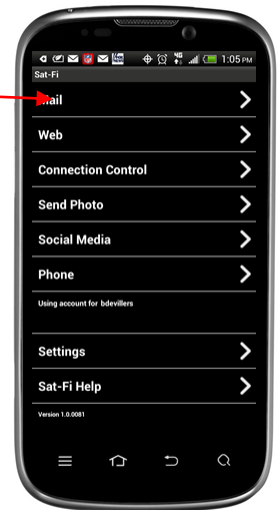 4G 1:05 PM
Sat-Fi
Mail
Web
Connection Control
Send Photo
Social Media
Phone
Using account for bdevillers
Settings
Sat-Fi Help
Version 1.0.0081